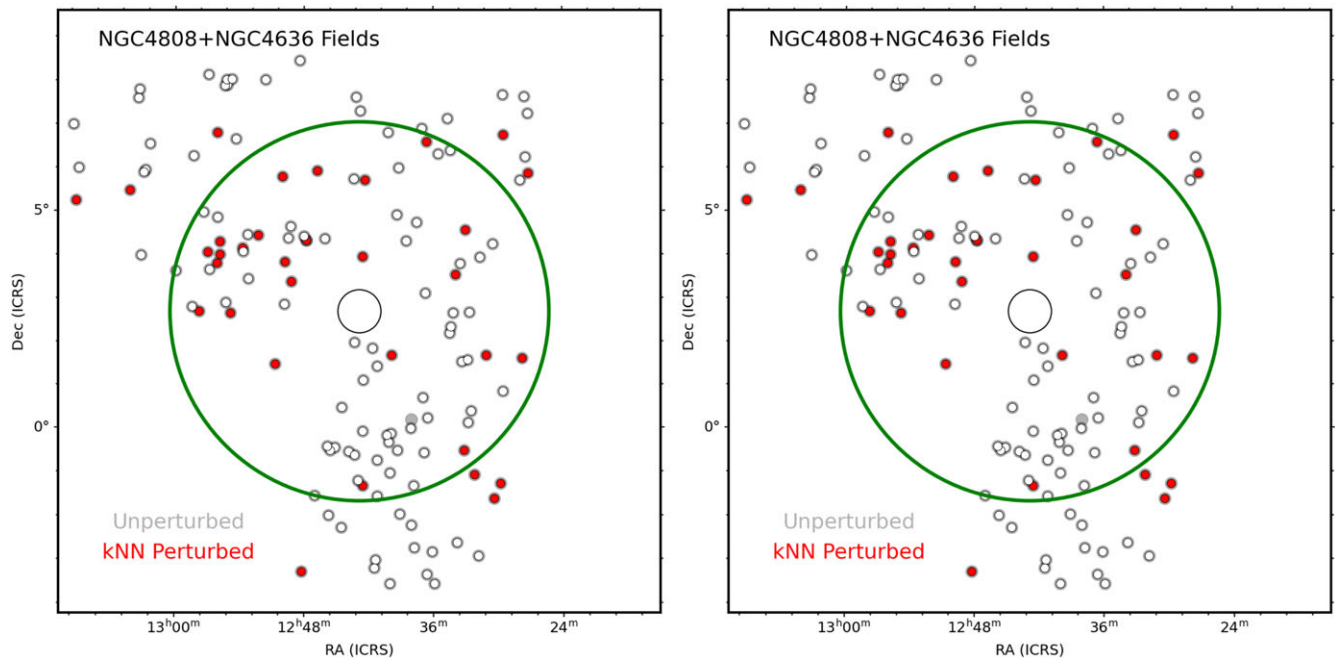 NGC4808+NGC4636 Fields
5°
0°
Dec (ICRS)
Unperturbed
kNN Perturbed
13ʰ00ᵐ 12ʰ48ᵐ 36ᵐ 24ᵐ
RA (ICRS)
NGC4808+NGC4636 Fields
5°
0°
Dec (ICRS)
Unperturbed
kNN Perturbed
13ʰ00ᵐ 12ʰ48ᵐ 36ᵐ 24ᵐ
RA (ICRS)